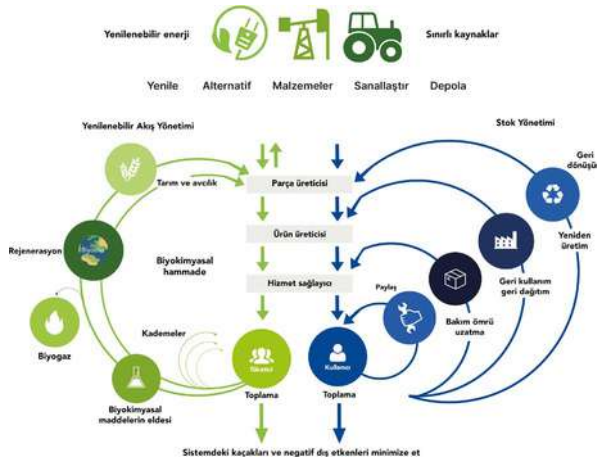 Yenilenebilir enerji
Sınırlı kaynaklar
Yenile Alternatif Malzemeler Sanallaştır Depola
Yenilenebilir Akış Yönetimi
Stok Yönetimi
Geri
dönüşü
Tarım ve avcılık
Parça üreticisi
Yeniden
üretim
Ürün üreticisi
Rejenerasyon
Biyokimyasal
hammade
Hizmet sağlayıcı
Geri kullanım
geri dağıtım
Paylaş
Bakım ömrü
uzatma
Biyogaz
Kademeler
Tüketici
Kullanıcı
Toplama
Toplama
Biyokimyasal
maddelerin eldesi
Sistemdeki kaçakları ve negatif dış etkenleri minimize et